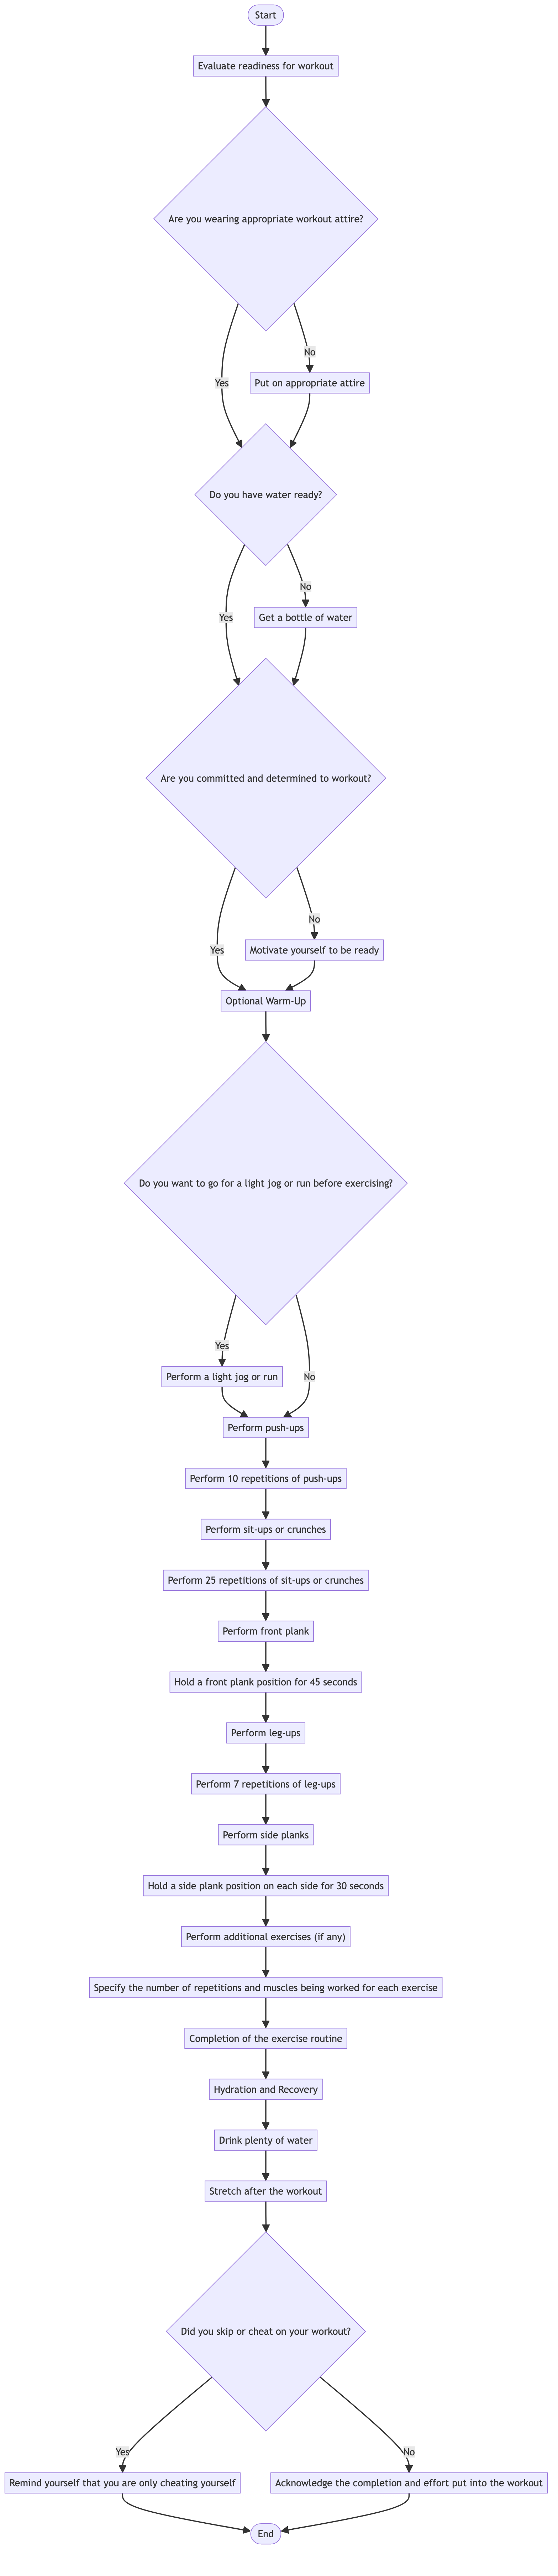 Start
Evaluate readiness for workout
Are you wearing appropriate workout attire?
No
Yes
Put on appropriate attire
Do you have water ready?
No
Yes
Get a bottle of water
Are you committed and determined to workout?
No
Yes
Motivate yourself to be ready
Optional Warm-Up
Do you want to go for a light jog or run before exercising?
Yes
Perform a light jog or run
No
Perform push-ups
Perform 10 repetitions of push-ups
Perform sit-ups or crunches
Perform 25 repetitions of sit-ups or crunches
Perform front plank
Hold a front plank position for 45 seconds
Perform leg-ups
Perform 7 repetitions of leg-ups
Perform side planks
Hold a side plank position on each side for 30 seconds
Perform additional exercises (if any)
Specify the number of repetitions and muscles being worked for each exercise
Completion of the exercise routine
Hydration and Recovery
Drink plenty of water
Stretch after the workout
Did you skip or cheat on your workout?
Yes
No
Remind yourself that you are only cheating yourself
Acknowledge the completion and effort put into the workout
End